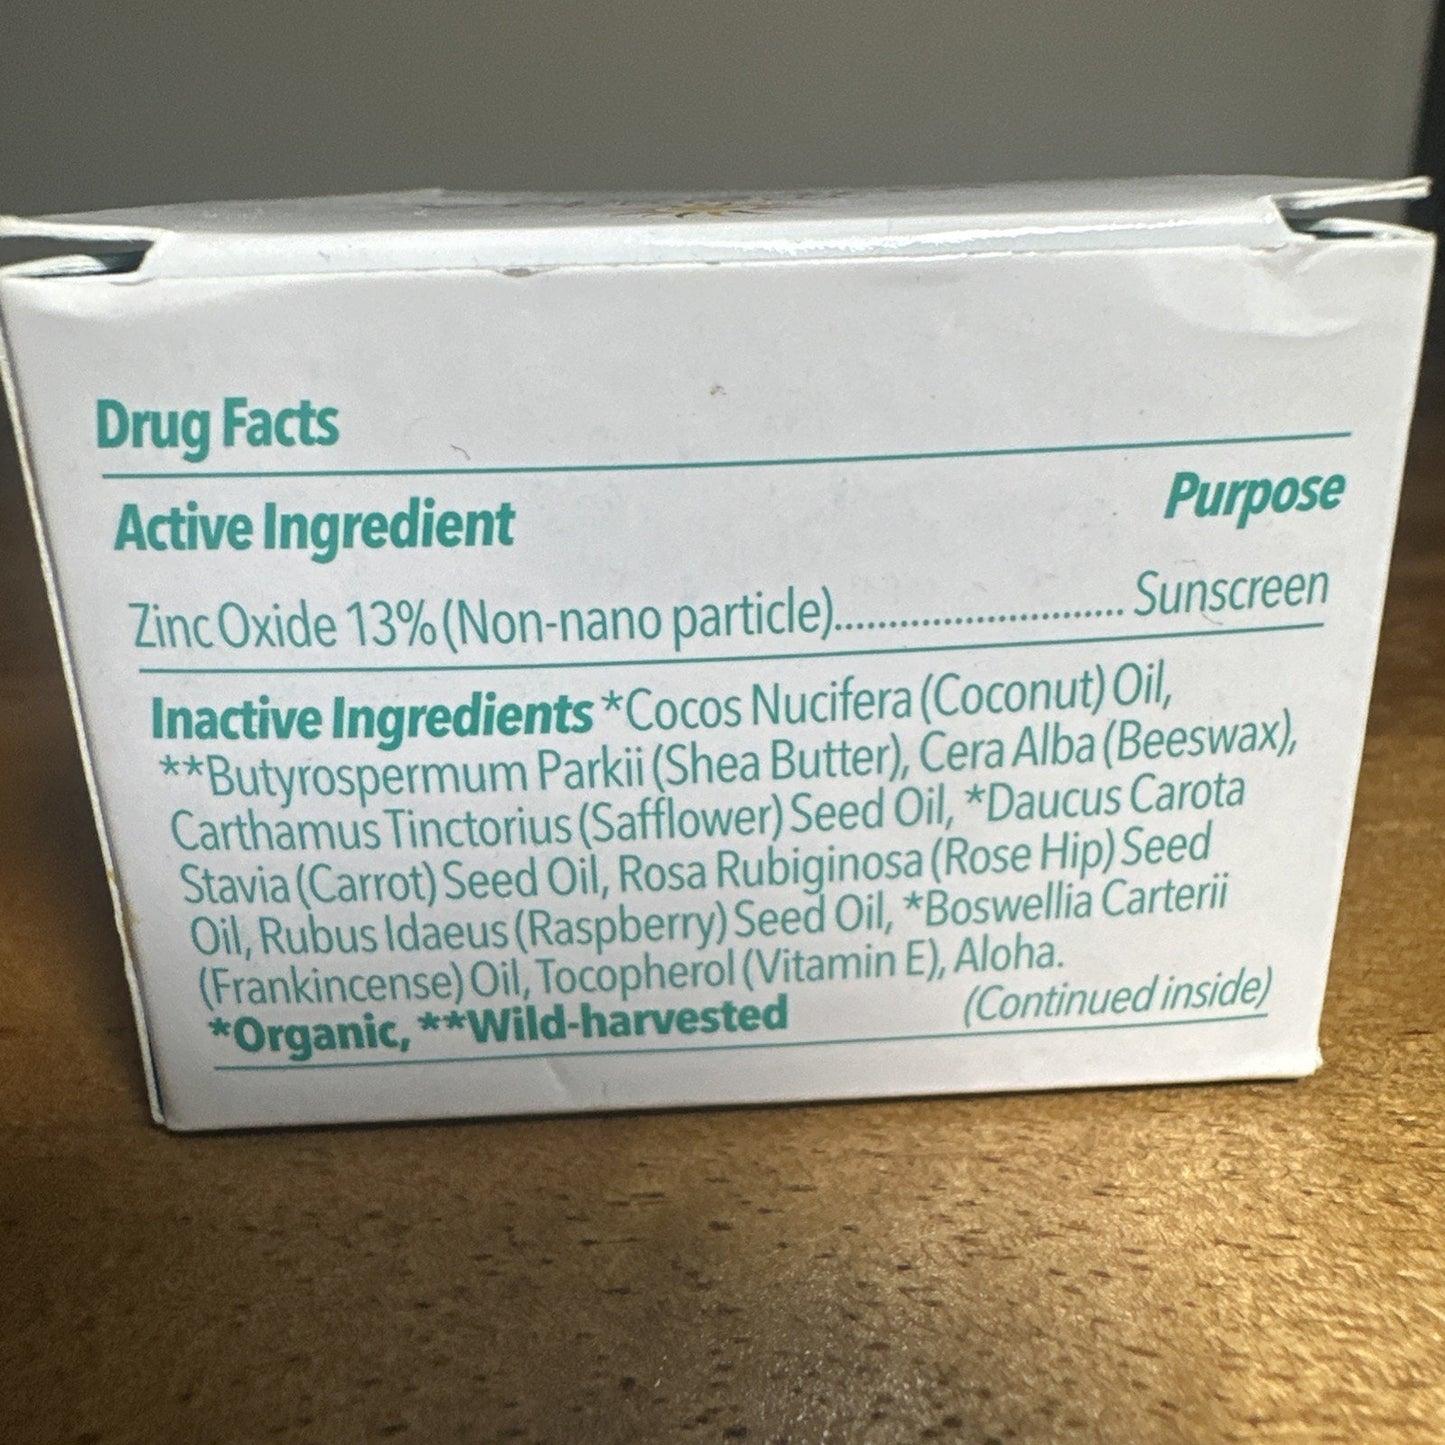 Drug Facts
Active Ingredient Purpose
Zinc Oxide 13% (Non-nano particle)........................... Sunscreen
Inactive Ingredients *Cocos Nucifera (Coconut) Oil,
**Butyrospermum Parkii (Shea Butter), Cera Alba (Beeswax),
Carthamus Tinctorius (Safflower) Seed Oil, *Daucus Carota
Stavia (Carrot) Seed Oil, Rosa Rubiginosa (Rose Hip) Seed
Oil, Rubus Idaeus (Raspberry) Seed Oil, *Boswellia Carterii
(Frankincense) Oil, Tocopherol (Vitamin E), Aloha.
*Organic, **Wild-harvested (Continued inside)